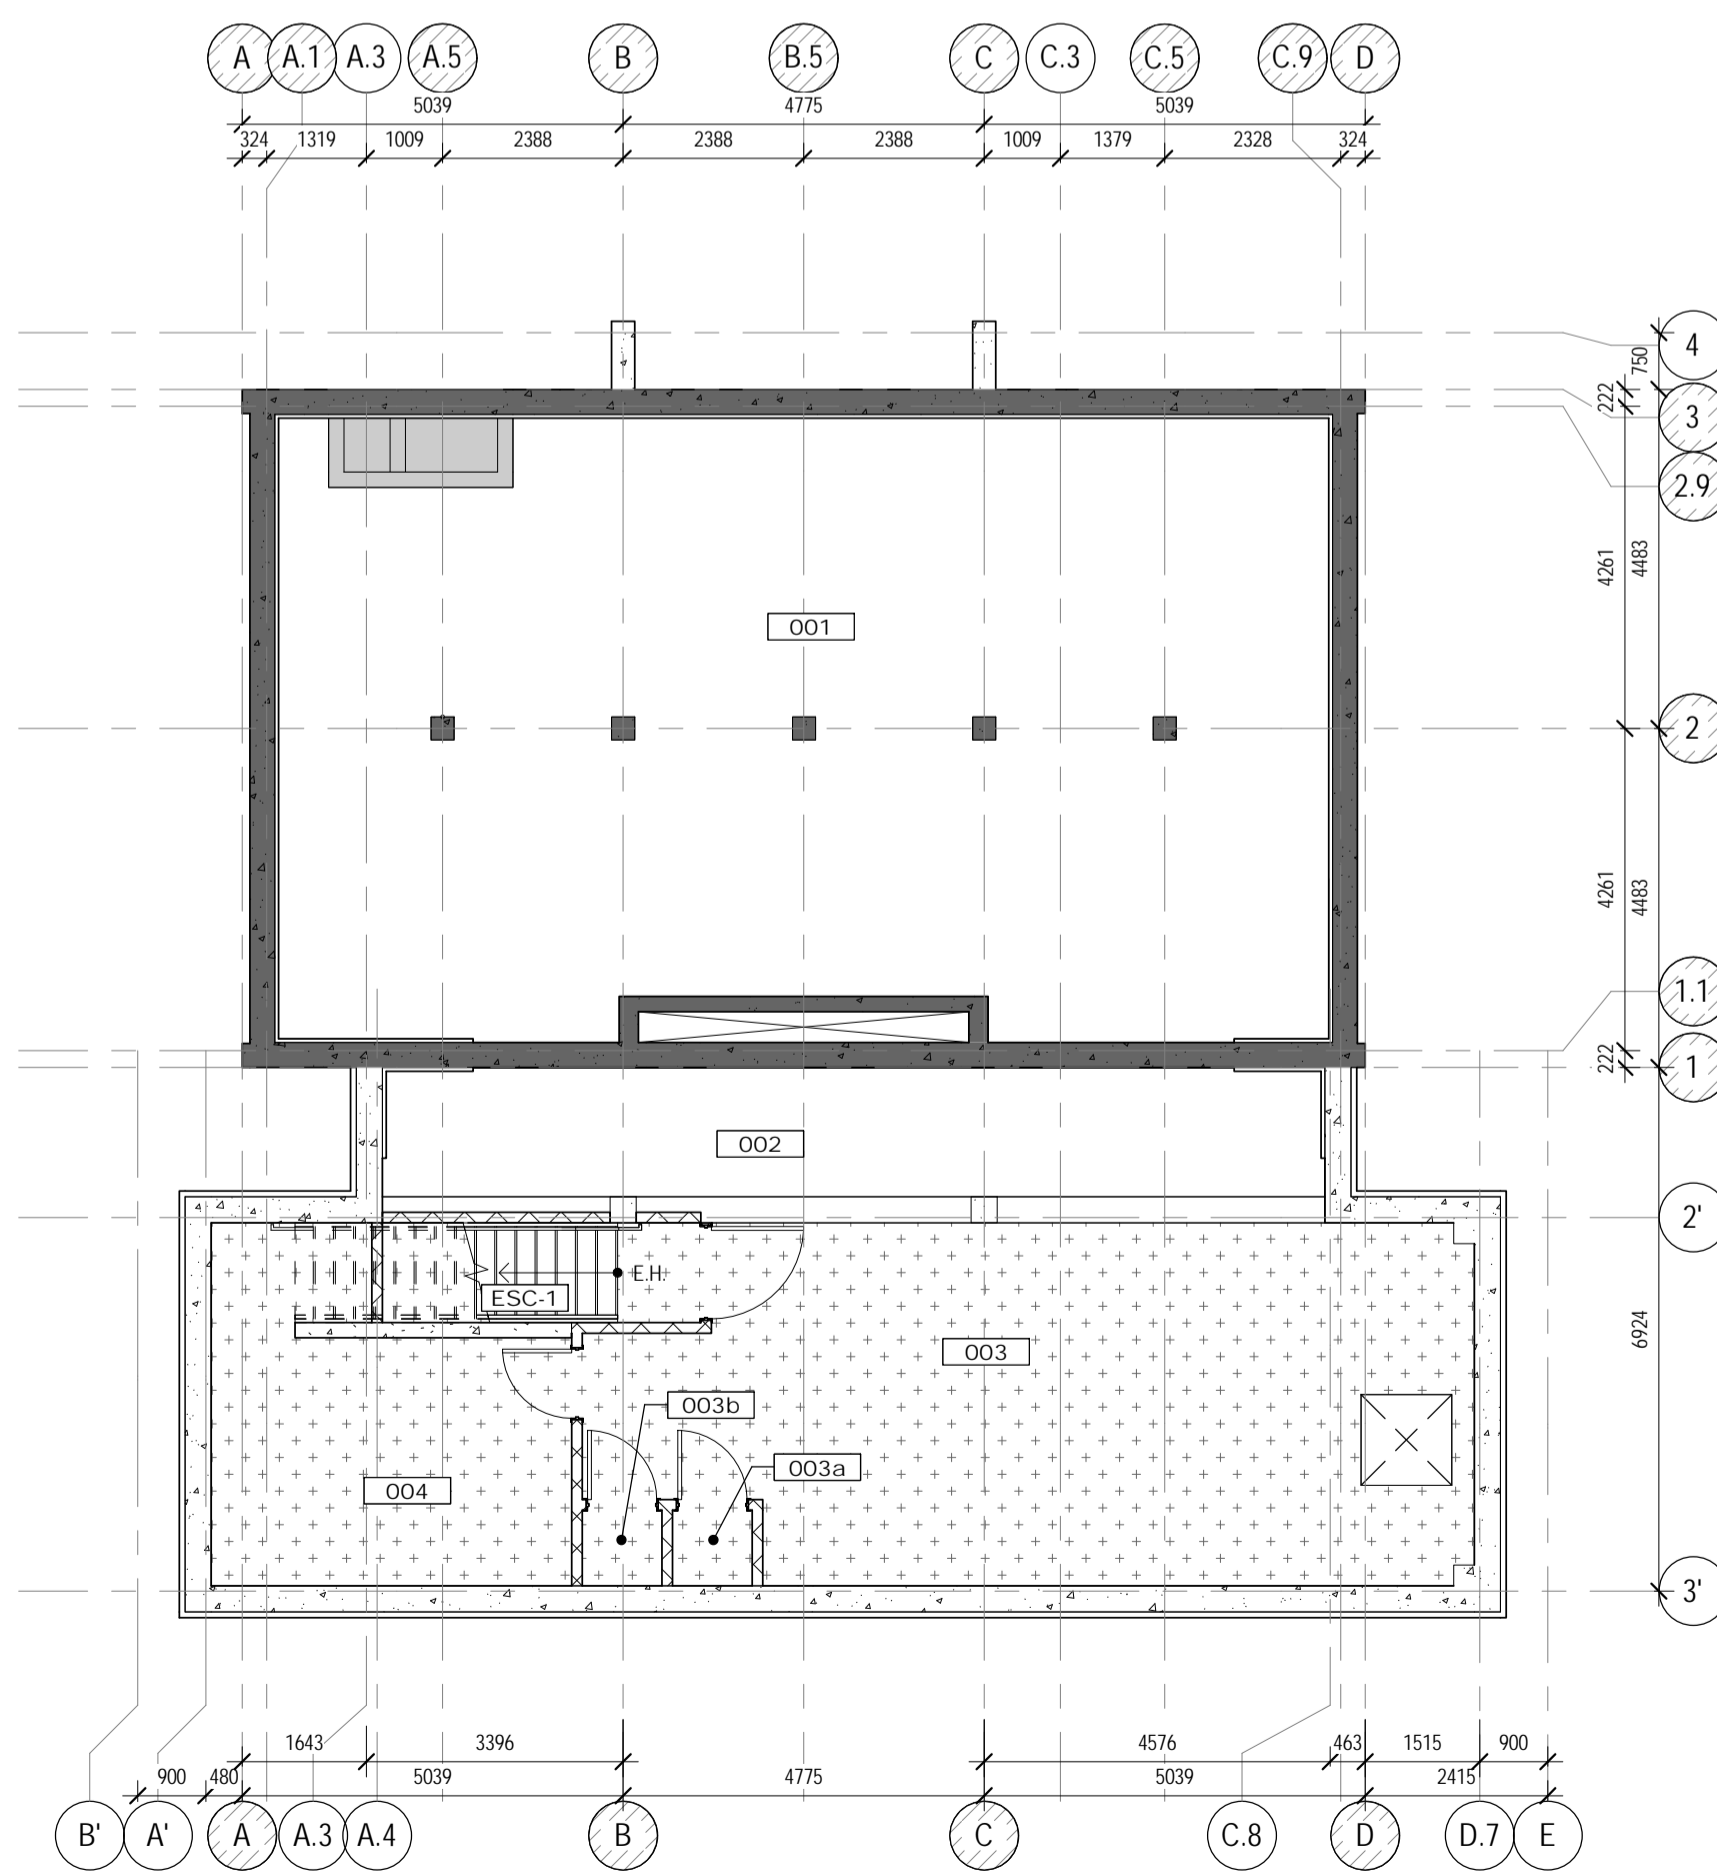 A A.1 A.3 A.5 B B.5 C C.3 C.5 C.9 D
5039 4775 5039
324 1319 1009 2388 2388 2388 1009 1379 2328 324
4
750
222
3
2.9
4261 4483
001
2
4261 4483
1.1
222
1
002
2'
E.H.
ESC-1
003
6924
003b
003a
004
3'
1643 3396 4576 463 1515 900
900 480 5039 4775 5039 2415
B' A' A A.3 A.4 B C C.8 D D.7 E